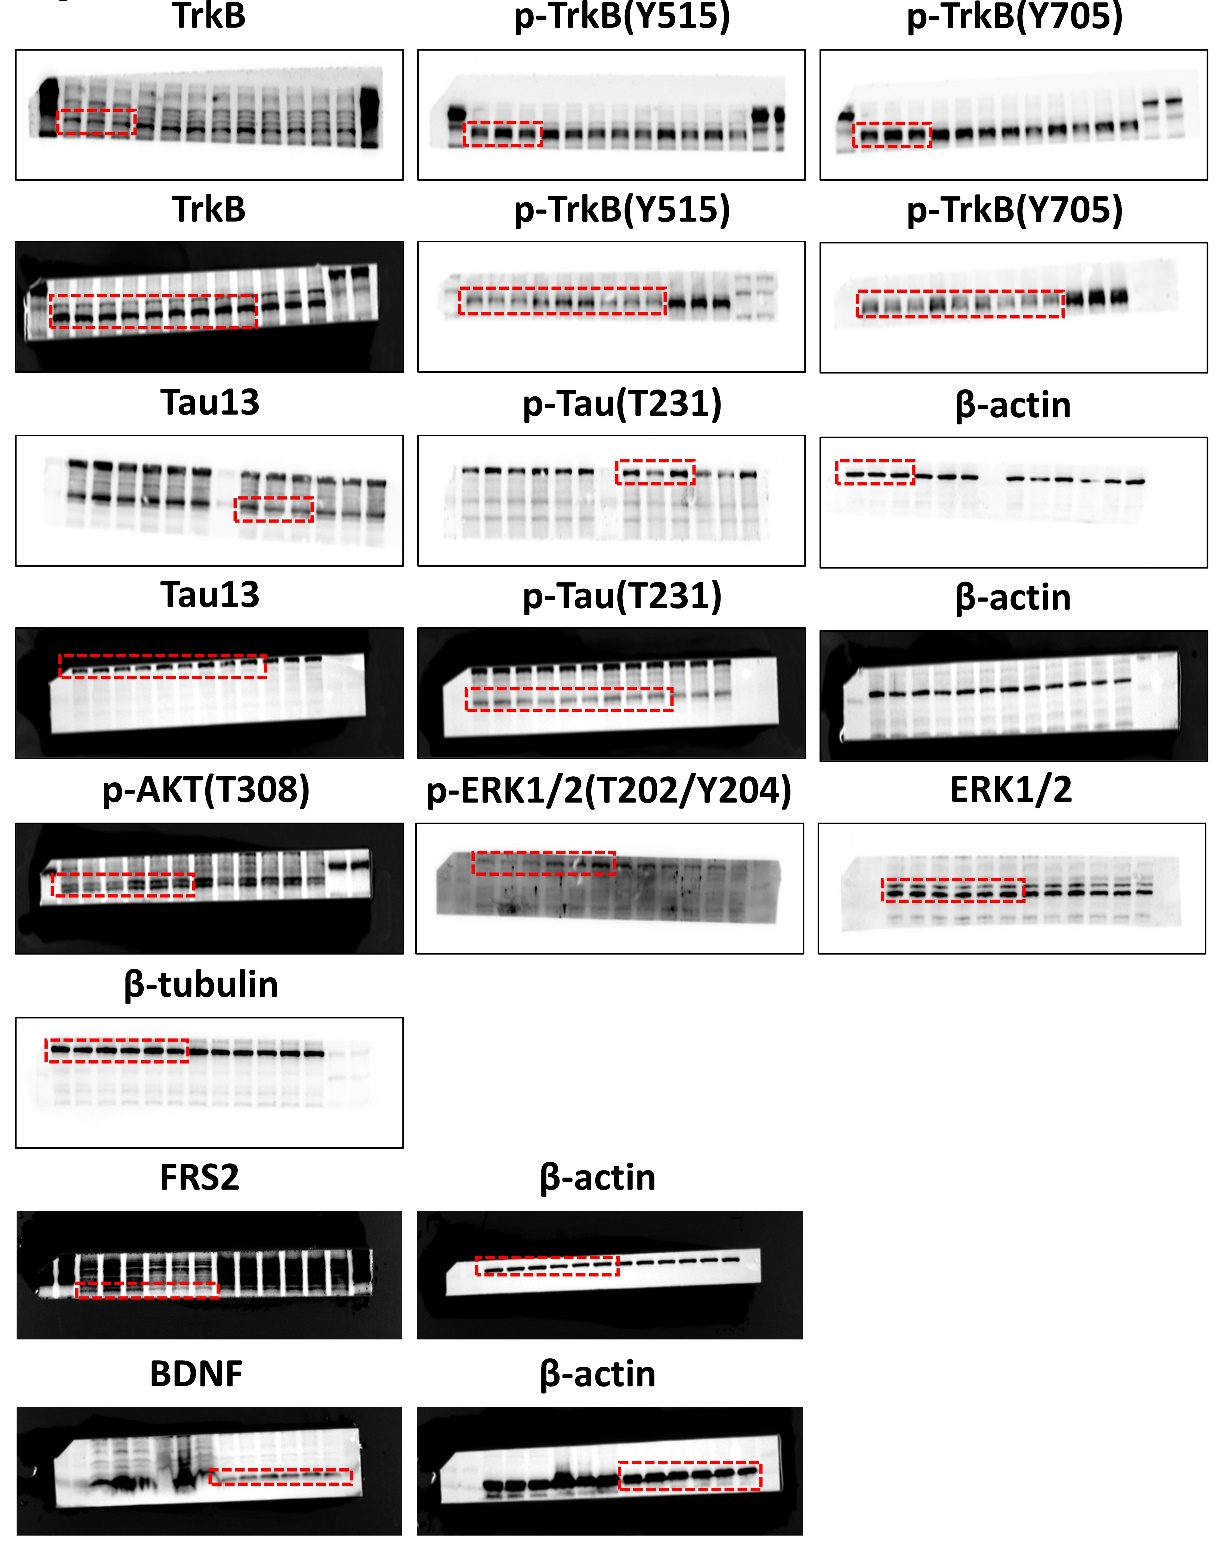 TrkB p-TrkB(Y515) p-TrkB(Y705)
TrkB p-TrkB(Y515) p-TrkB(Y705)
Tau13 p-Tau(T231) β-actin
Tau13 p-Tau(T231) β-actin
p-AKT(T308) p-ERK1/2(T202/Y204) ERK1/2
β-tubulin
FRS2 β-actin
BDNF β-actin